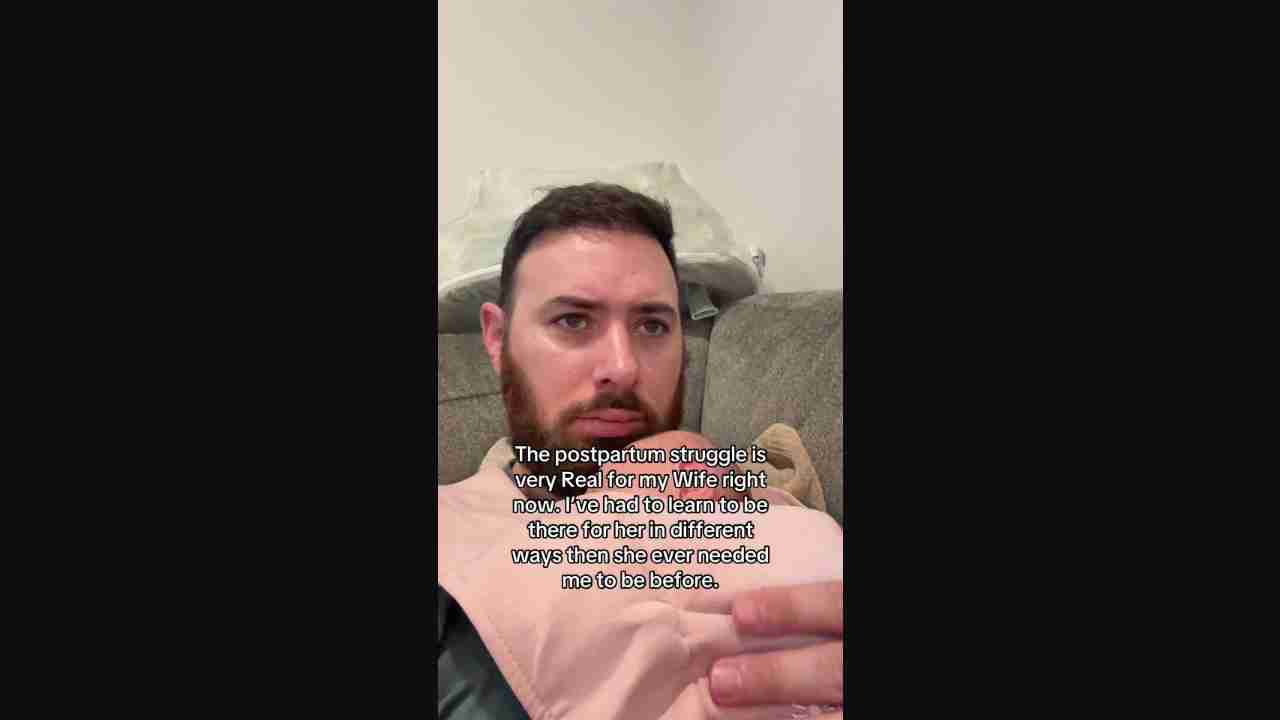 The postpartum struggle is
very Real for my Wife right
now. I've had to learn to be
there for her in different
ways then she ever needed
me to be before.